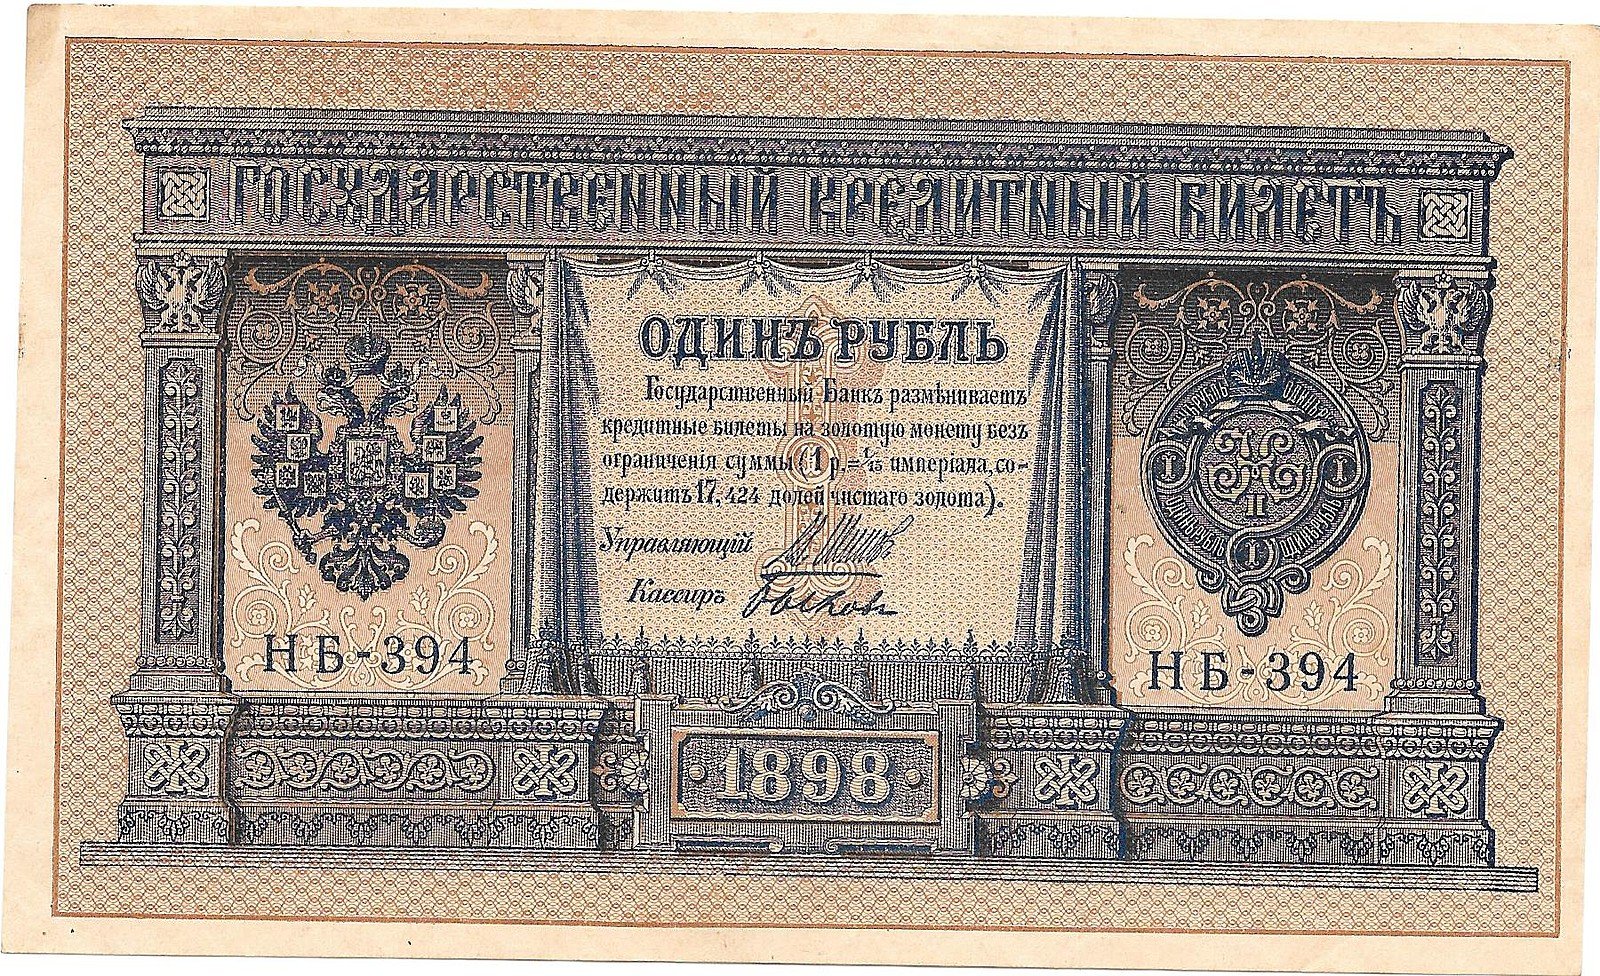 ГОСУДАРСТВЕННЫЙ КРЕДИТНЫЙ БИЛЕТЪ
ОДИНЪ РУБЛЬ
Государственный Банкъ размѣниваетъ
кредитные билеты на золотую монету безъ
ограниченія суммы (1 р. = 1/15 имперіала, со-
держитъ 17,424 долей чистаго золота).
Управляющій
Кассиръ
НБ-394
НБ-394
1898